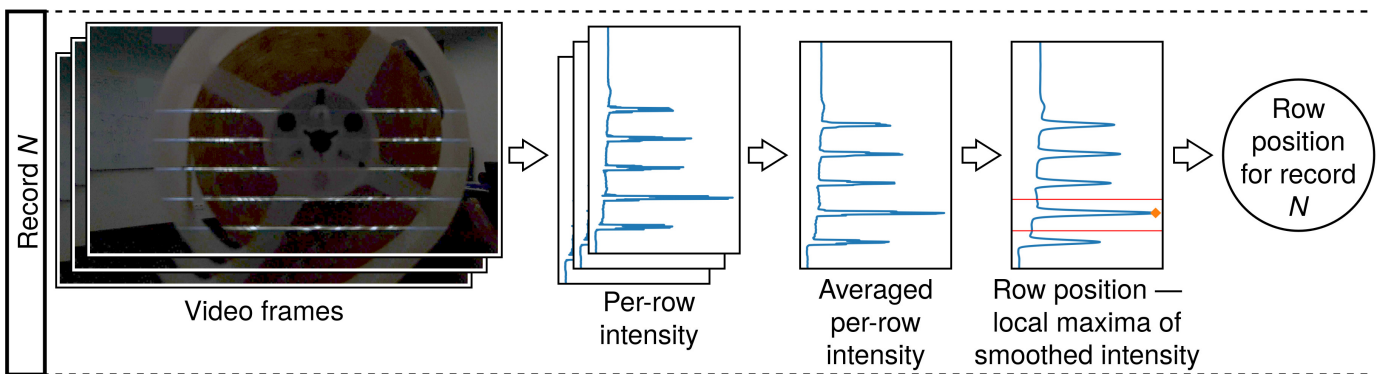 Record N
Video frames
Per-row
intensity
Averaged
per-row
intensity
Row position —
local maxima of
smoothed intensity
Row
position
for record
N